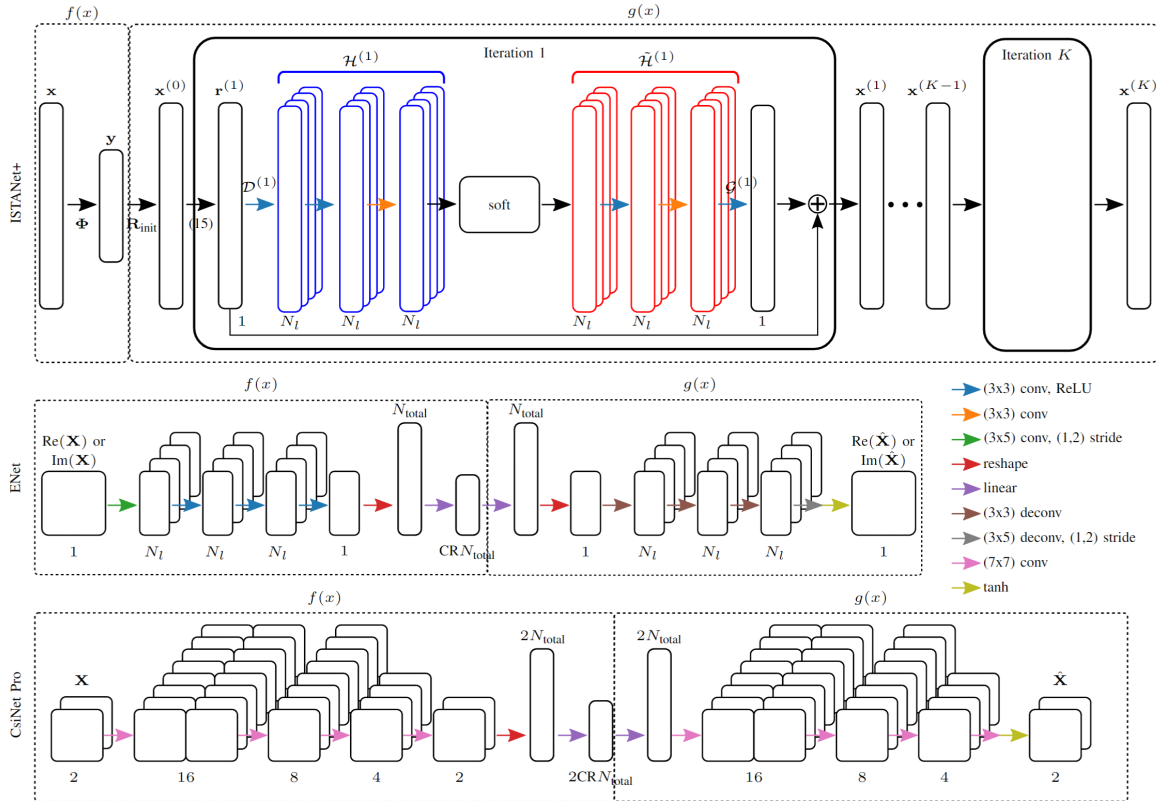 f(x) g(x)
Iteration 1
Iteration K
ℋ^(1) ℋ̃^(1)
x x^(0) r^(1) x^(1) x^(K−1) x^(K)
y
𝒟^(1) 𝒢^(1)
soft
ISTANet+
Φ R_init (15)
1 N_l N_l N_l N_l N_l N_l 1
f(x) g(x)
N_total N_total
Re(X) or
Im(X)
Re(X̂) or
Im(X̂)
ENet
1 N_l N_l N_l 1 CRN_total 1 N_l N_l N_l 1
(3x3) conv, ReLU
(3x3) conv
(3x5) conv, (1,2) stride
reshape
linear
(3x3) deconv
(3x5) deconv, (1,2) stride
(7x7) conv
tanh
f(x) g(x)
2N_total 2N_total
X X̂
CsiNet Pro
2 16 8 4 2 2CRN_total 16 8 4 2